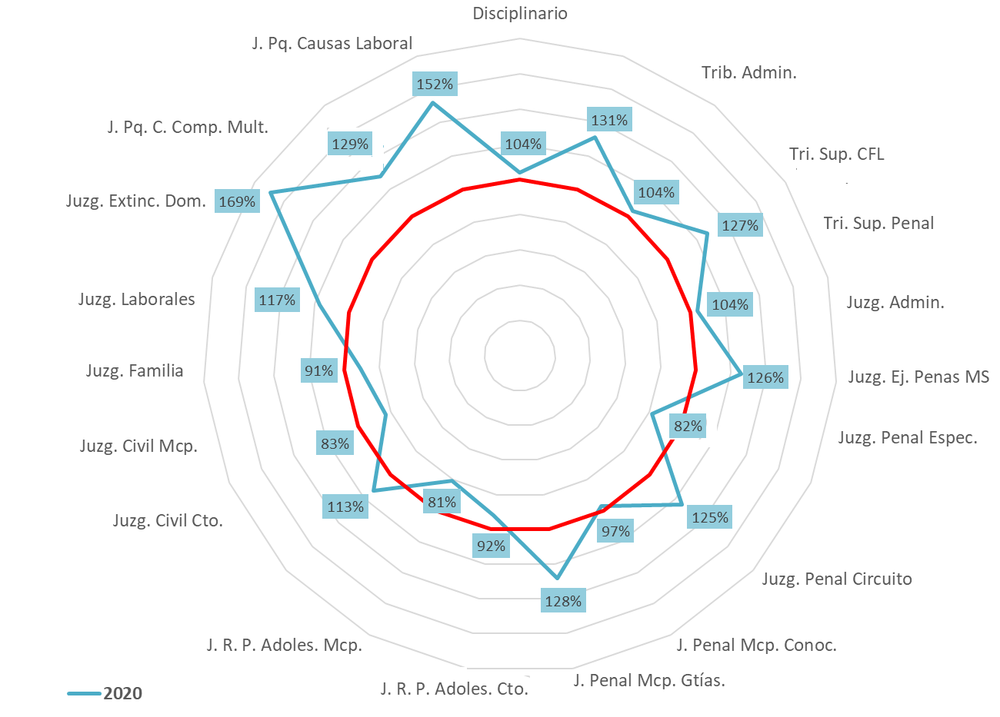 Disciplinario
J. Pq. Causas Laboral
Trib. Admin.
152%
131%
J. Pq. C. Comp. Mult.
129%
104%
Tri. Sup. CFL
104%
Juzg. Extinc. Dom.
169%
127%
Tri. Sup. Penal
Juzg. Laborales
117%
104%
Juzg. Admin.
Juzg. Familia
91%
126%
Juzg. Ej. Penas MS
82%
Juzg. Penal Espec.
Juzg. Civil Mcp.
83%
113%
81%
125%
Juzg. Civil Cto.
97%
92%
Juzg. Penal Circuito
128%
J. R. P. Adoles. Mcp.
J. Penal Mcp. Conoc.
J. Penal Mcp. Gtías.
J. R. P. Adoles. Cto.
2020